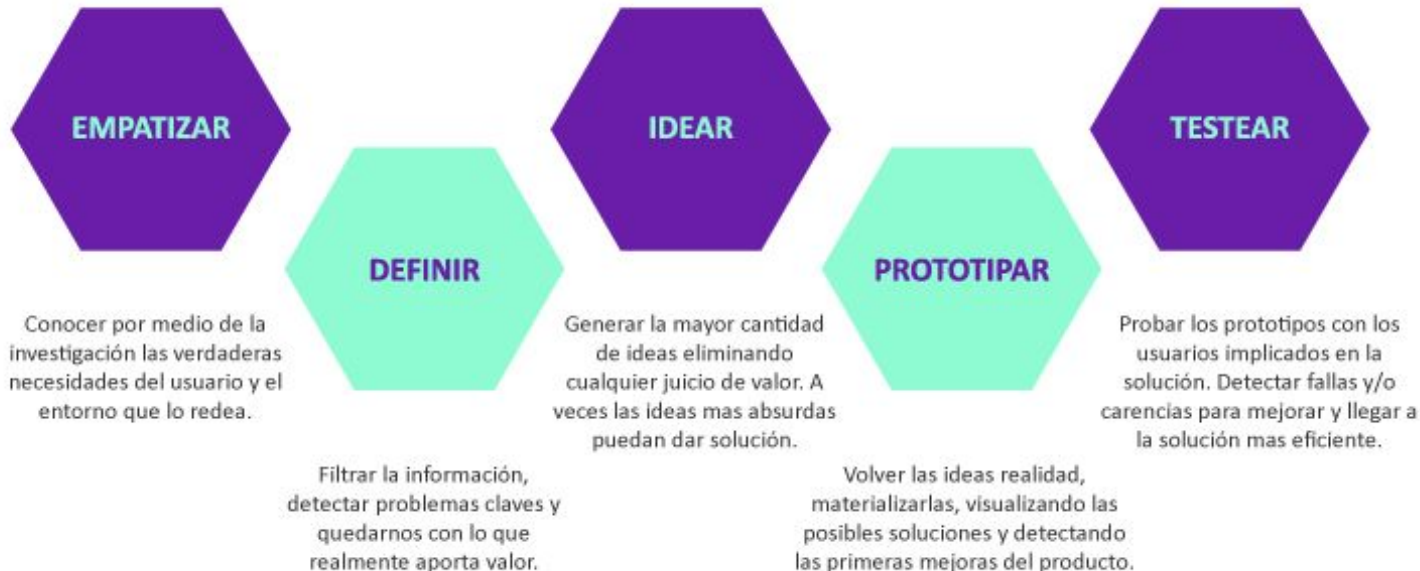 EMPATIZAR
Conocer por medio de la
investigación las verdaderas
necesidades del usuario y el
entorno que lo redea.
DEFINIR
Filtrar la información,
detectar problemas claves y
quedarnos con lo que
realmente aporta valor.
IDEAR
Generar la mayor cantidad
de ideas eliminando
cualquier juicio de valor. A
veces las ideas mas absurdas
puedan dar solución.
PROTOTIPAR
Volver las ideas realidad,
materializarlas, visualizando las
posibles soluciones y detectando
las primeras mejoras del producto.
TESTEAR
Probar los prototipos con los
usuarios implicados en la
solución. Detectar fallas y/o
carencias para mejorar y llegar a
la solución mas eficiente.